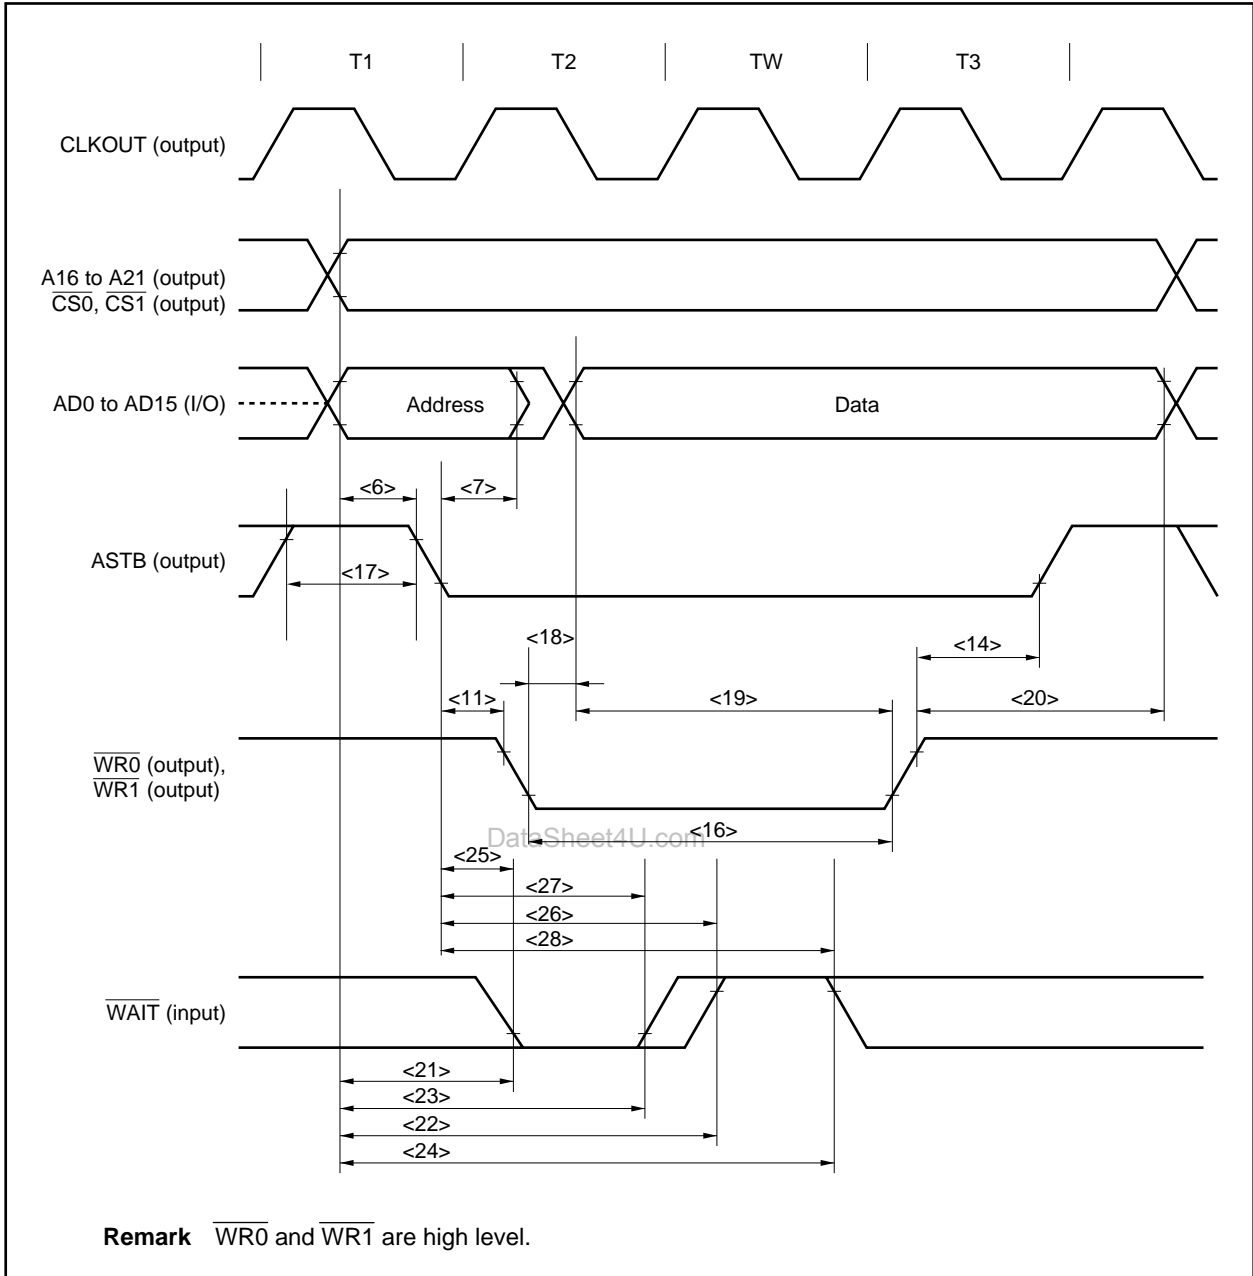 T1 T2 TW T3
CLKOUT (output)
A16 to A21 (output)
CS0, CS1 (output)
AD0 to AD15 (I/O)
Address
Data
<6> <7>
ASTB (output)
<17>
<18>
<14>
<11>
<19>
<20>
WR0 (output),
WR1 (output)
DataSheet4U.com
<16>
<25>
<27>
<26>
<28>
WAIT (input)
<21>
<23>
<22>
<24>
Remark WR0 and WR1 are high level.